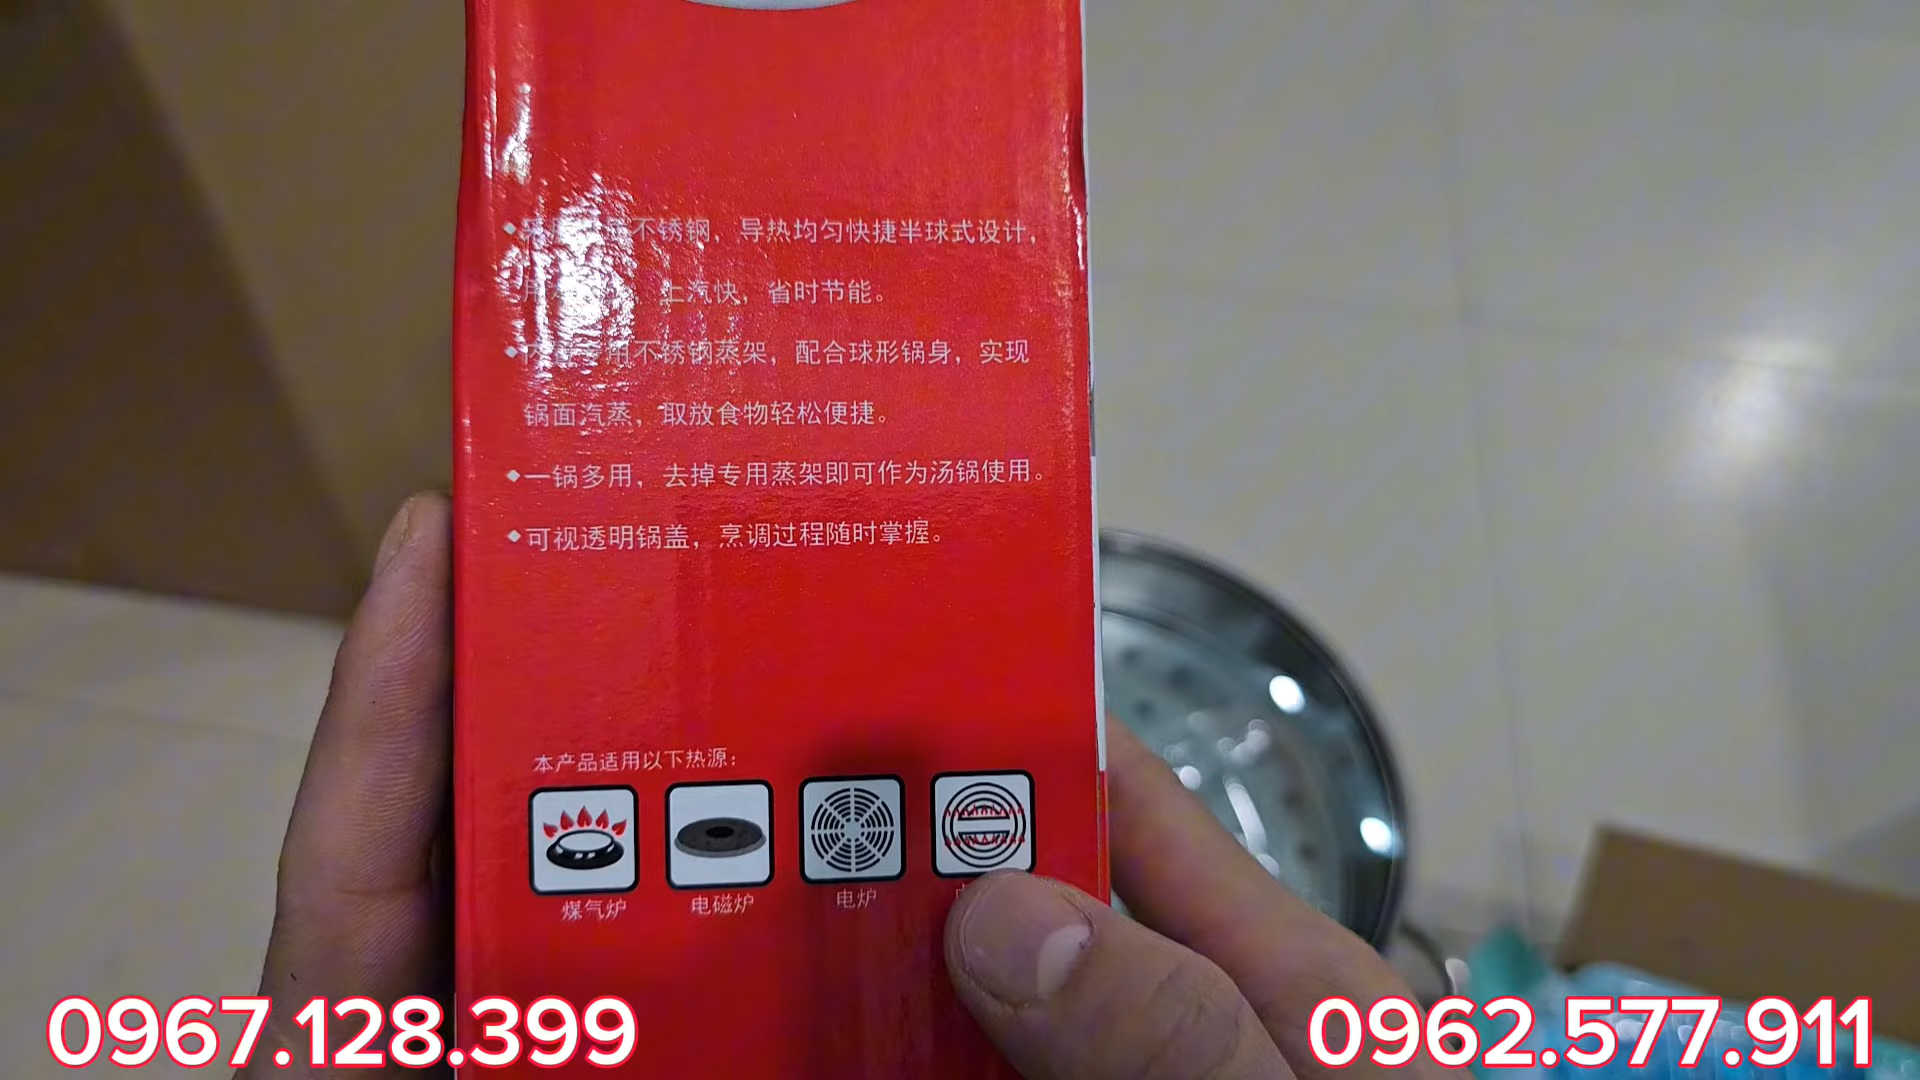 不锈钢，导热均匀快捷半球式设计，
上汽快，省时节能。
用不锈钢蒸架，配合球形锅身，实现
锅面汽蒸，取放食物轻松便捷。
◆一锅多用，去掉专用蒸架即可作为汤锅使用。
◆可视透明锅盖，烹调过程随时掌握。
本产品适用以下热源：
煤气炉 电磁炉 电炉
0967.128.399 0962.577.911